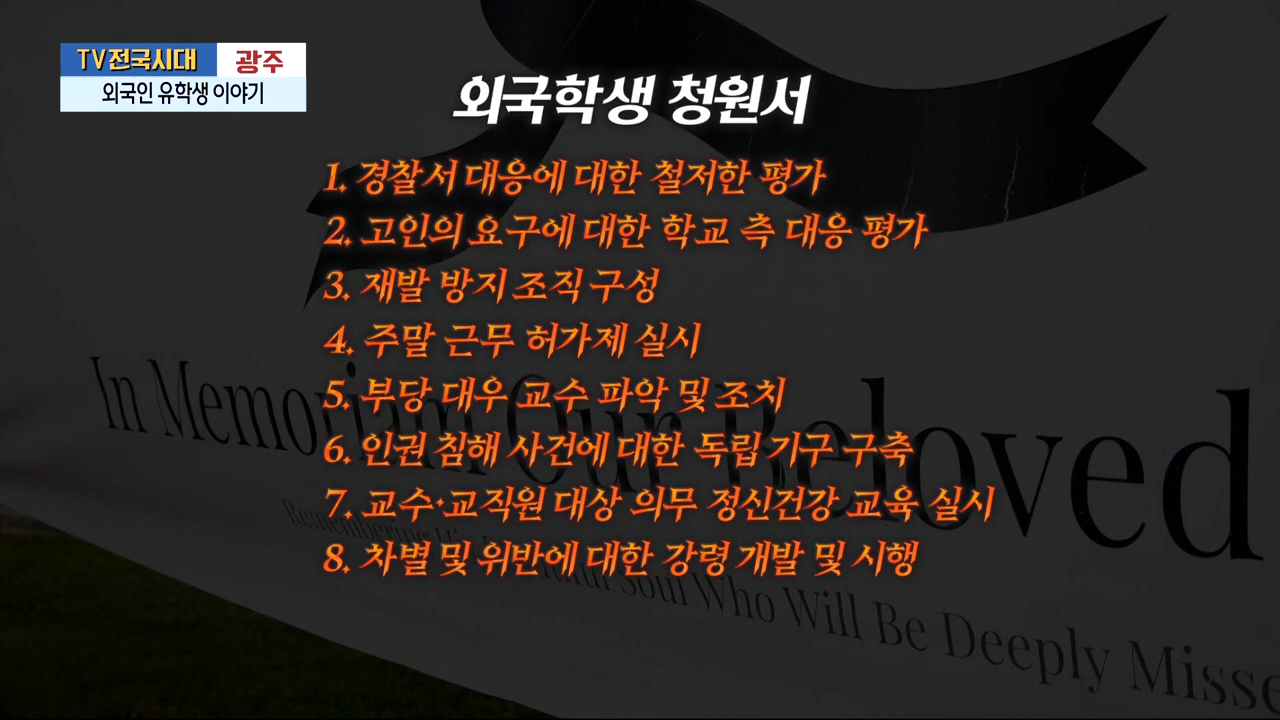 TV전국시대 광주
외국인 유학생 이야기
외국학생 청원서
1. 경찰서 대응에 대한 철저한 평가
2. 고인의 요구에 대한 학교 측 대응 평가
3. 재발 방지 조직 구성
4. 주말 근무 허가제 실시
5. 부당 대우 교수 파악 및 조치
6. 인권 침해 사건에 대한 독립 기구 구축
7. 교수·교직원 대상 의무 정신건강 교육 실시
8. 차별 및 위반에 대한 강령 개발 및 시행
In Memoriam Our Beloved
Remembering Soul Who Will Be Deeply